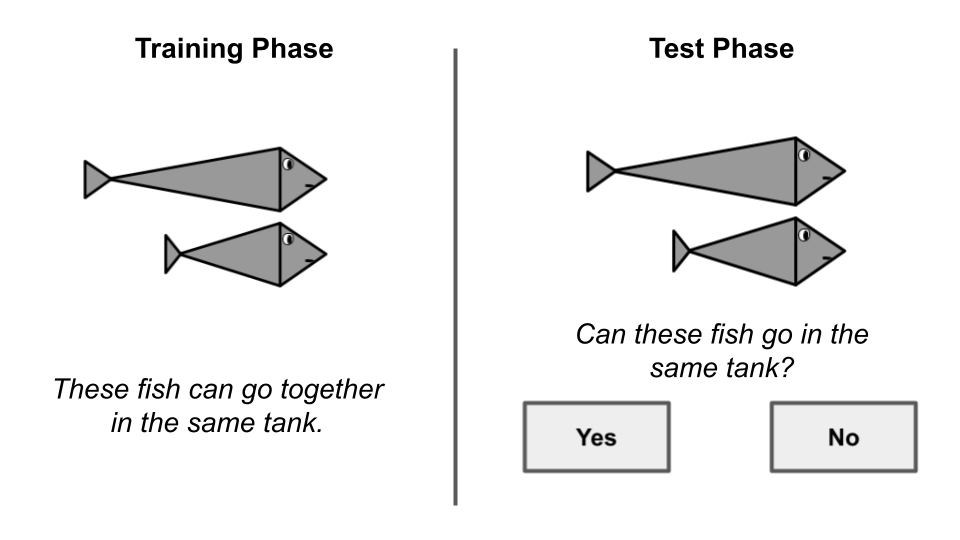 Training Phase
These fish can go together
in the same tank.
Test Phase
Can these fish go in the
same tank?
Yes
No